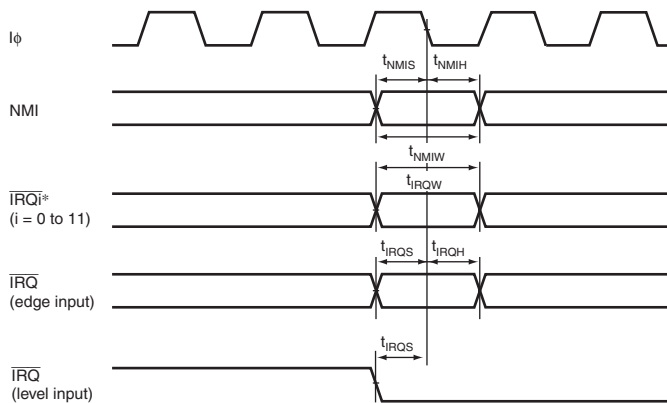 Iφ
tNMIS tNMIH
NMI
tNMIW
tIRQW
IRQi*
(i = 0 to 11)
tIRQS tIRQH
IRQ
(edge input)
tIRQS
IRQ
(level input)